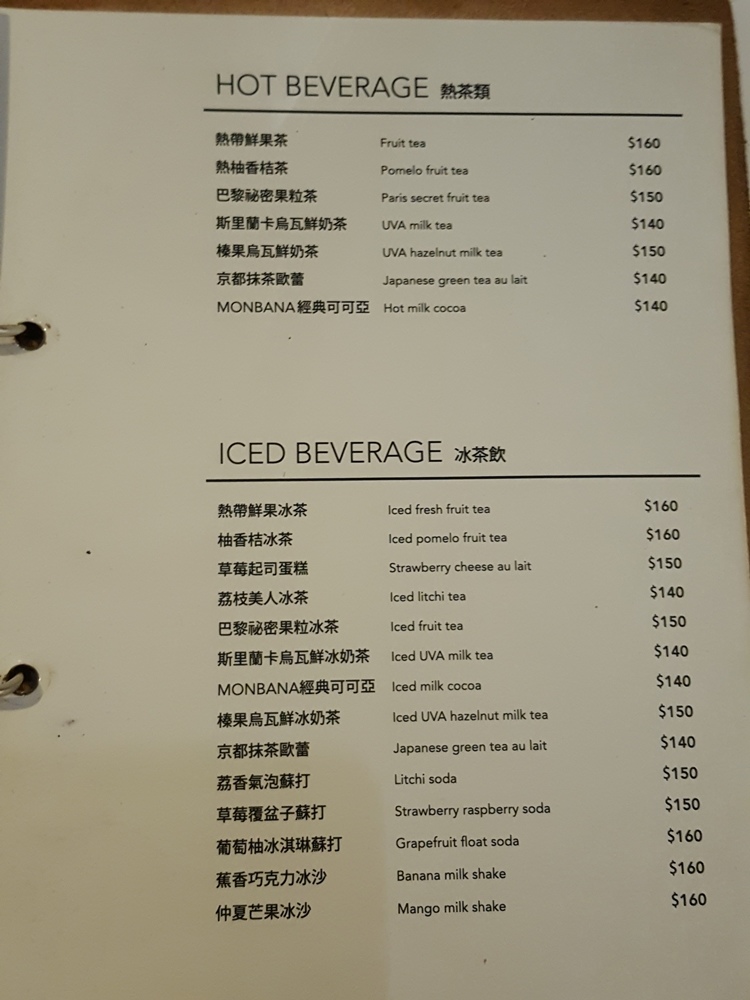 HOT BEVERAGE 熱茶類
熱帶鮮果茶 Fruit tea $160
熱柚香桔茶 Pomelo fruit tea $160
巴黎祕密果粒茶 Paris secret fruit tea $150
斯里蘭卡烏瓦鮮奶茶 UVA milk tea $140
榛果烏瓦鮮奶茶 UVA hazelnut milk tea $150
京都抹茶歐蕾 Japanese green tea au lait $140
MONBANA經典可可亞 Hot milk cocoa $140
ICED BEVERAGE 冰茶飲
熱帶鮮果冰茶 Iced fresh fruit tea $160
柚香桔冰茶 Iced pomelo fruit tea $160
草莓起司蛋糕 Strawberry cheese au lait $150
荔枝美人冰茶 Iced litchi tea $140
巴黎祕密果粒冰茶 Iced fruit tea $150
斯里蘭卡烏瓦鮮冰奶茶 Iced UVA milk tea $140
MONBANA經典可可亞 Iced milk cocoa $140
榛果烏瓦鮮冰奶茶 Iced UVA hazelnut milk tea $150
京都抹茶歐蕾 Japanese green tea au lait $140
荔香氣泡蘇打 Litchi soda $150
草莓覆盆子蘇打 Strawberry raspberry soda $150
葡萄柚冰淇琳蘇打 Grapefruit float soda $160
蕉香巧克力冰沙 Banana milk shake $160
仲夏芒果冰沙 Mango milk shake $160